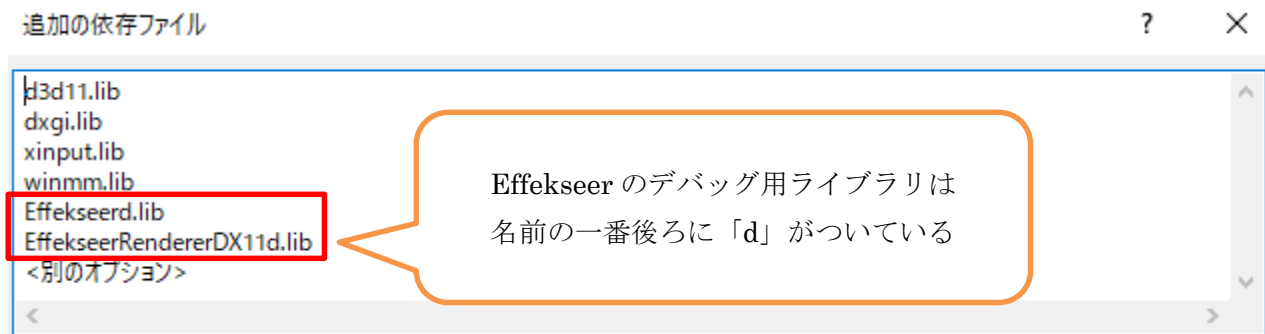 追加の依存ファイル
? ×
d3d11.lib
dxgi.lib
xinput.lib
winmm.lib
Effekseerd.lib
EffekseerRendererDX11d.lib
<別のオプション>
Effekseer のデバッグ用ライブラリは
名前の一番後ろに「d」がついている